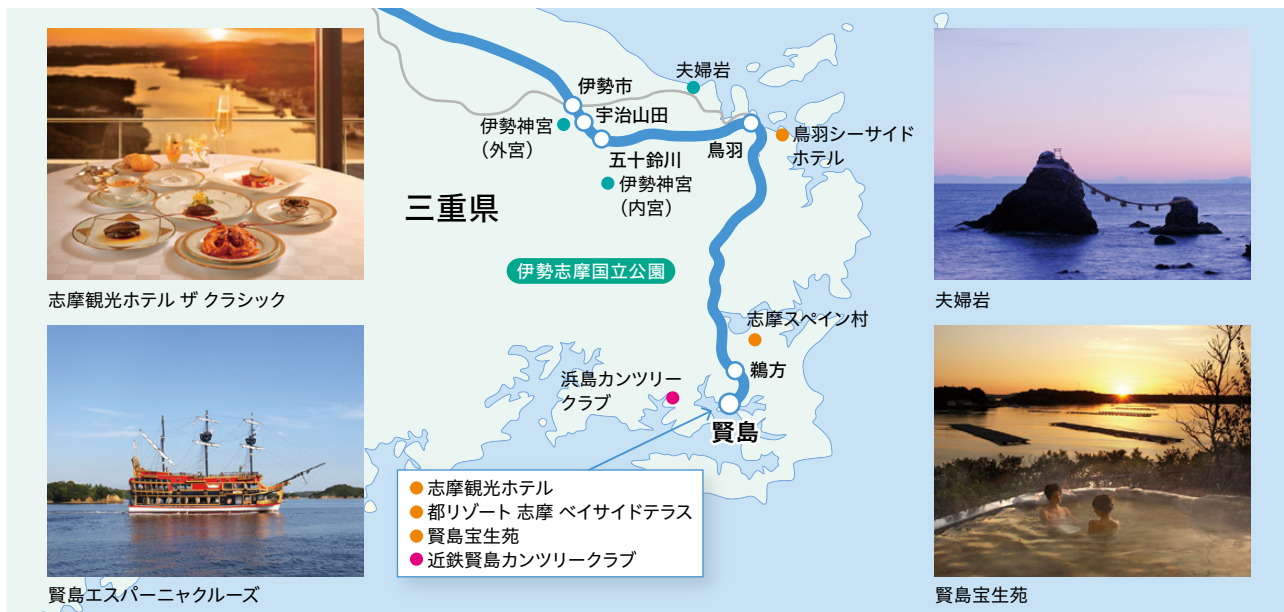 志摩観光ホテル ザ クラシック
賢島エスパーニャクルーズ
伊勢市
宇治山田
伊勢神宮
（外宮）
五十鈴川
伊勢神宮
（内宮）
夫婦岩
鳥羽
鳥羽シーサイド
ホテル
三重県
伊勢志摩国立公園
志摩スペイン村
鵜方
浜島カンツリー
クラブ
賢島
志摩観光ホテル
都リゾート 志摩 ベイサイドテラス
賢島宝生苑
近鉄賢島カンツリークラブ
夫婦岩
賢島宝生苑